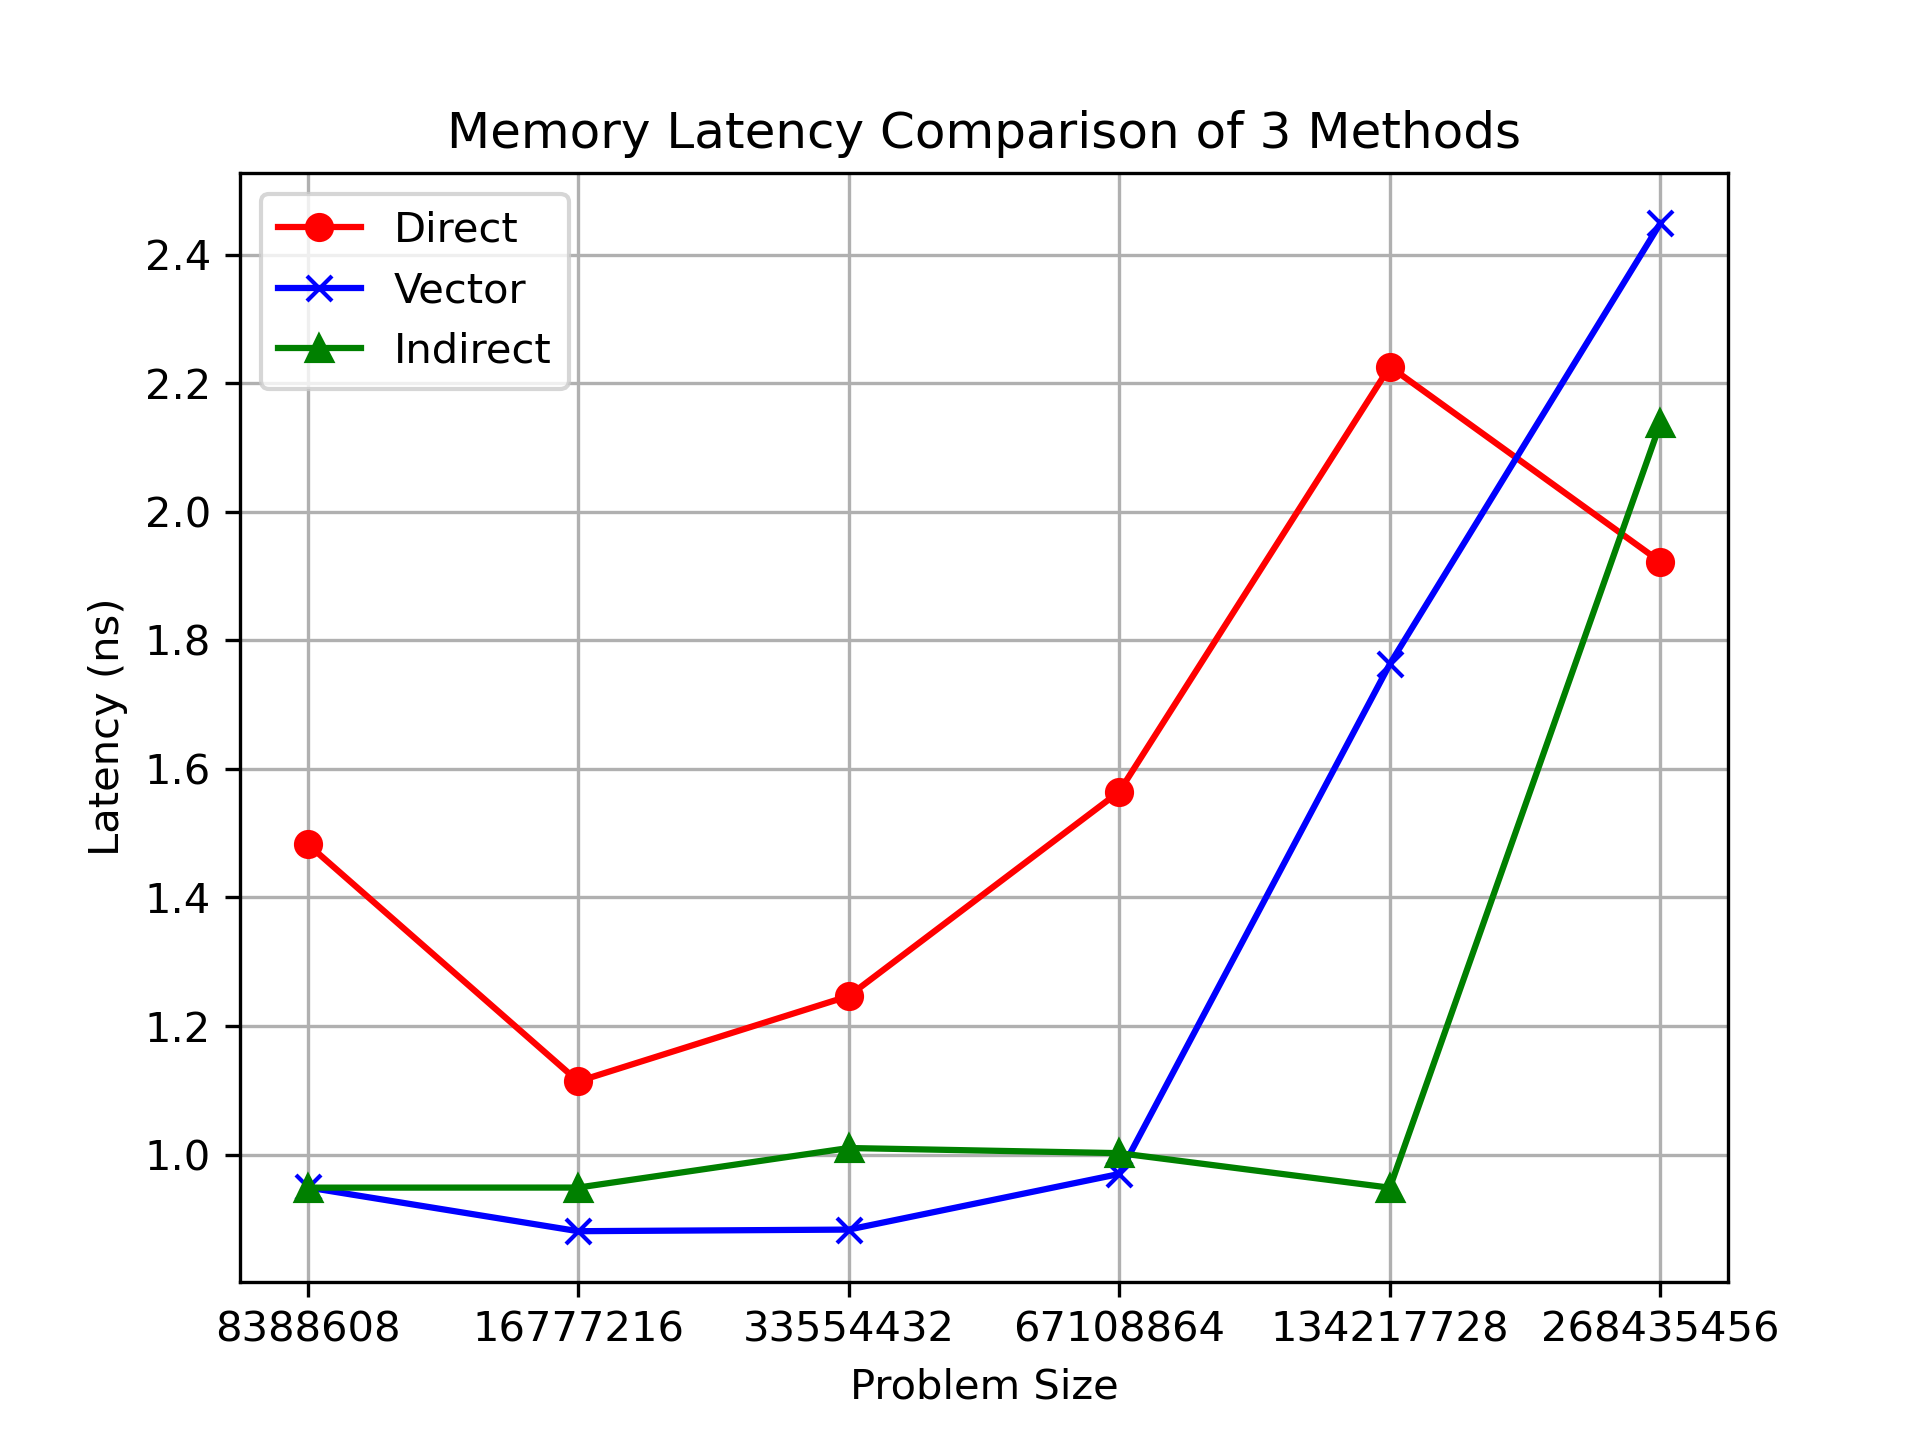 Memory Latency Comparison of 3 Methods
Direct
Vector
Indirect
2.4
2.2
2.0
1.8
1.6
1.4
1.2
1.0
Latency (ns)
8388608 16777216 33554432 67108864 134217728 268435456
Problem Size